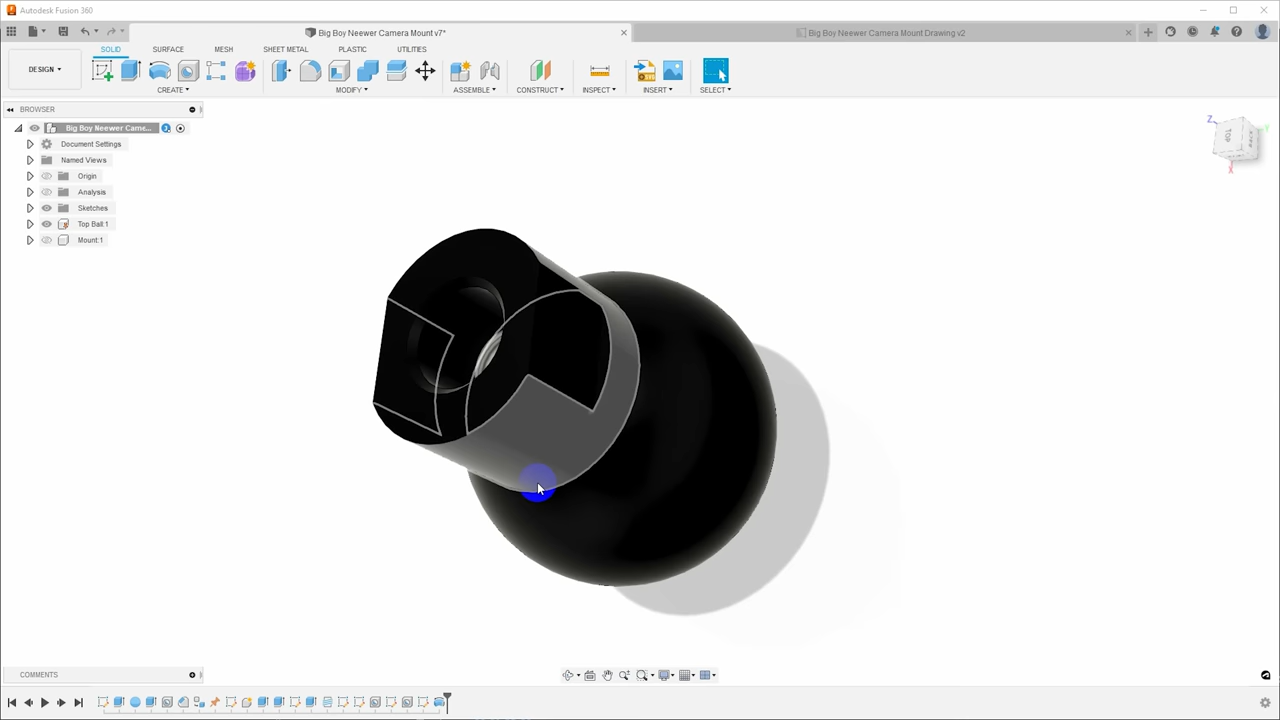 Autodesk Fusion 360
Big Boy Neewer Camera Mount v7*
Big Boy Neewer Camera Mount Drawing v2
SOLID
SURFACE
MESH
SHEET METAL
PLASTIC
UTILITIES
DESIGN
CREATE
MODIFY
ASSEMBLE
CONSTRUCT
INSPECT
INSERT
SELECT
BROWSER
Big Boy Neewer Came...
Document Settings
Named Views
Origin
Analysis
Sketches
Top Ball:1
Mount:1
Z
Y
TOP
X
COMMENTS